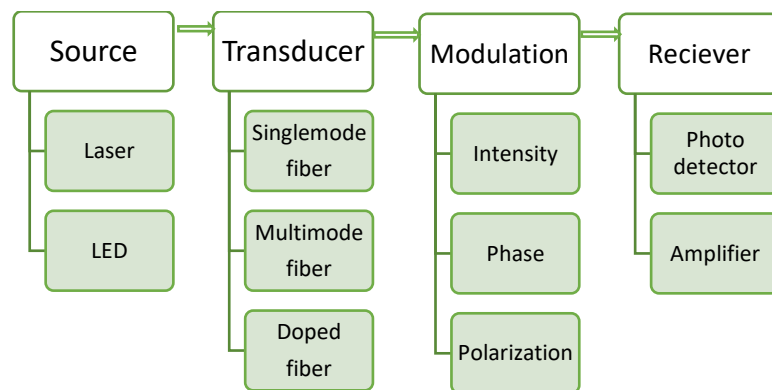 Source
Transducer
Modulation
Reciever
Laser
LED
Singlemode
fiber
Multimode
fiber
Doped
fiber
Intensity
Phase
Polarization
Photo
detector
Amplifier